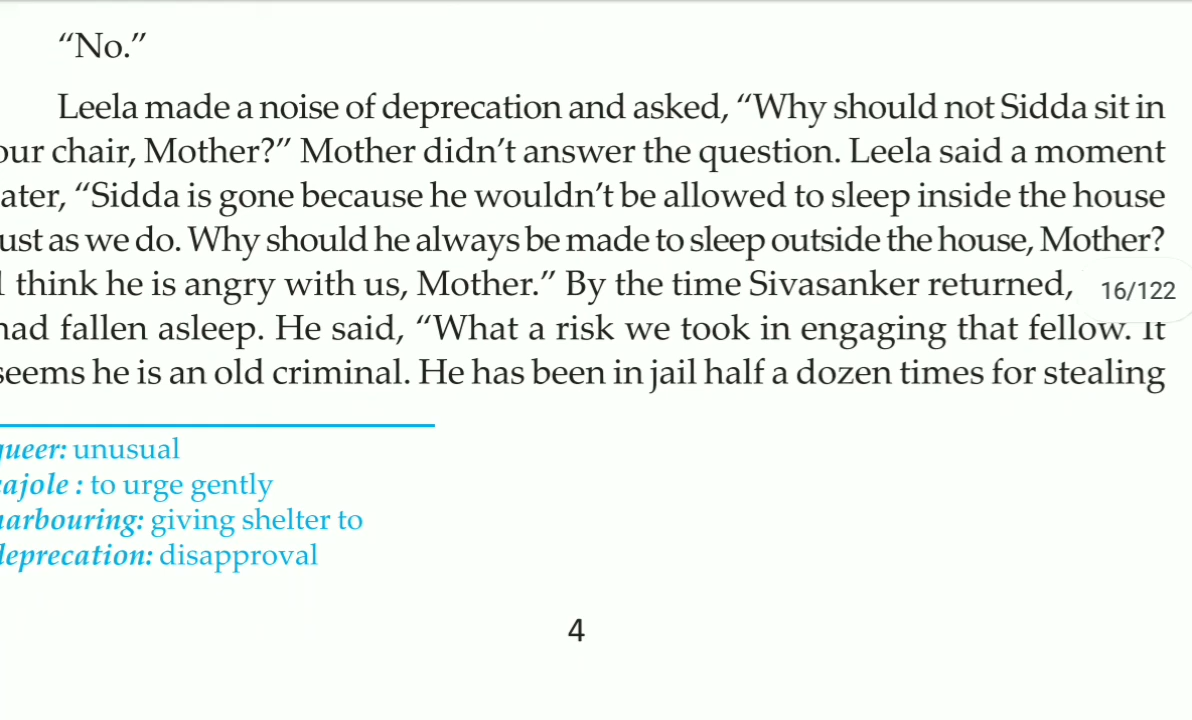 “No.”
Leela made a noise of deprecation and asked, “Why should not Sidda sit in
our chair, Mother?” Mother didn’t answer the question. Leela said a moment
ater, “Sidda is gone because he wouldn’t be allowed to sleep inside the house
ust as we do. Why should he always be made to sleep outside the house, Mother?
I think he is angry with us, Mother.” By the time Sivasanker returned,
16/122
had fallen asleep. He said, “What a risk we took in engaging that fellow. It
seems he is an old criminal. He has been in jail half a dozen times for stealing
queer: unusual
cajole : to urge gently
harbouring: giving shelter to
deprecation: disapproval
4